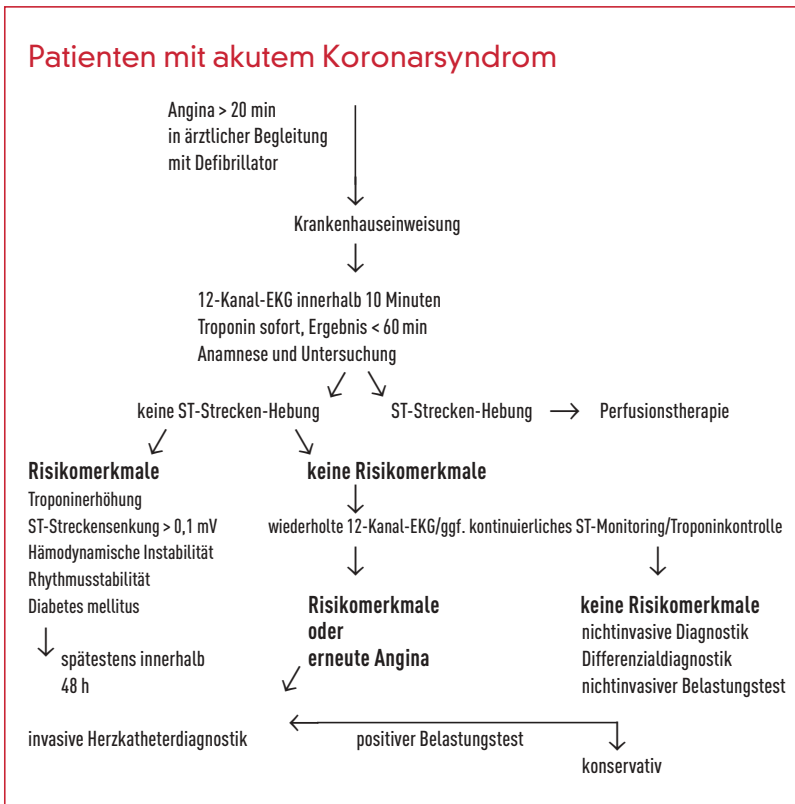 Patienten mit akutem Koronarsyndrom
Angina > 20 min
in ärztlicher Begleitung
mit Defibrillator
Krankenhauseinweisung
12-Kanal-EKG innerhalb 10 Minuten
Troponin sofort, Ergebnis < 60 min
Anamnese und Untersuchung
keine ST-Strecken-Hebung
ST-Strecken-Hebung
Perfusionstherapie
Risikomerkmale
Troponinerhöhung
ST-Streckensenkung > 0,1 mV
Hämodynamische Instabilität
Rhythmusstabilität
Diabetes mellitus
spätestens innerhalb
48 h
keine Risikomerkmale
wiederholte 12-Kanal-EKG/ggf. kontinuierliches ST-Monitoring/Troponinkontrolle
Risikomerkmale
oder
erneute Angina
keine Risikomerkmale
nichtinvasive Diagnostik
Differenzialdiagnostik
nichtinvasiver Belastungstest
invasive Herzkatheterdiagnostik
positiver Belastungstest
konservativ